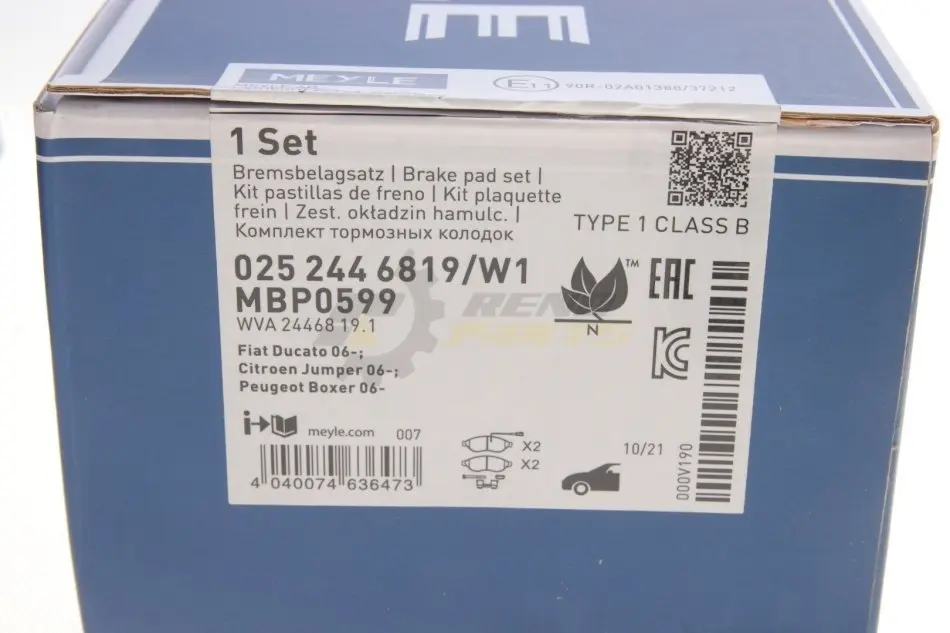 MEYLE
E11 90R-02A01388/37212
1 Set
Bremsbelagsatz | Brake pad set |
Kit pastillas de freno | Kit plaquette
frein | Zest. okładzin hamulc. |
Комплект тормозных колодок
TYPE 1 CLASS B
025 244 6819/W1
MBP0599
WVA 24468 19.1
TM
N
EAC
Fiat Ducato 06-;
Citroen Jumper 06-;
Peugeot Boxer 06-
meyle.com 007
X2
X2
10/21
000V190
4 040074 636473